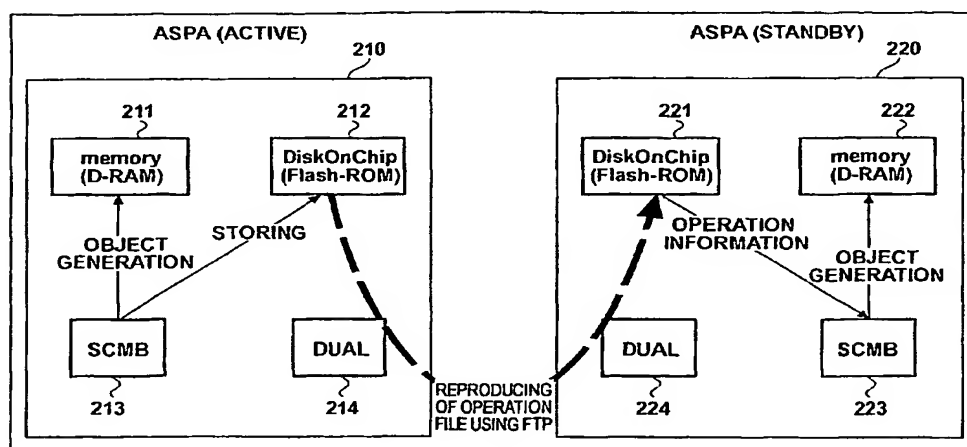 ASPA (ACTIVE)
ASPA (STANDBY)
210
220
211
212
221
222
memory
(D-RAM)
DiskOnChip
(Flash-ROM)
DiskOnChip
(Flash-ROM)
memory
(D-RAM)
STORING
OBJECT
GENERATION
OPERATION
INFORMATION
OBJECT
GENERATION
SCMB
DUAL
DUAL
SCMB
213
214
REPRODUCING
OF OPERATION
FILE USING FTP
224
223